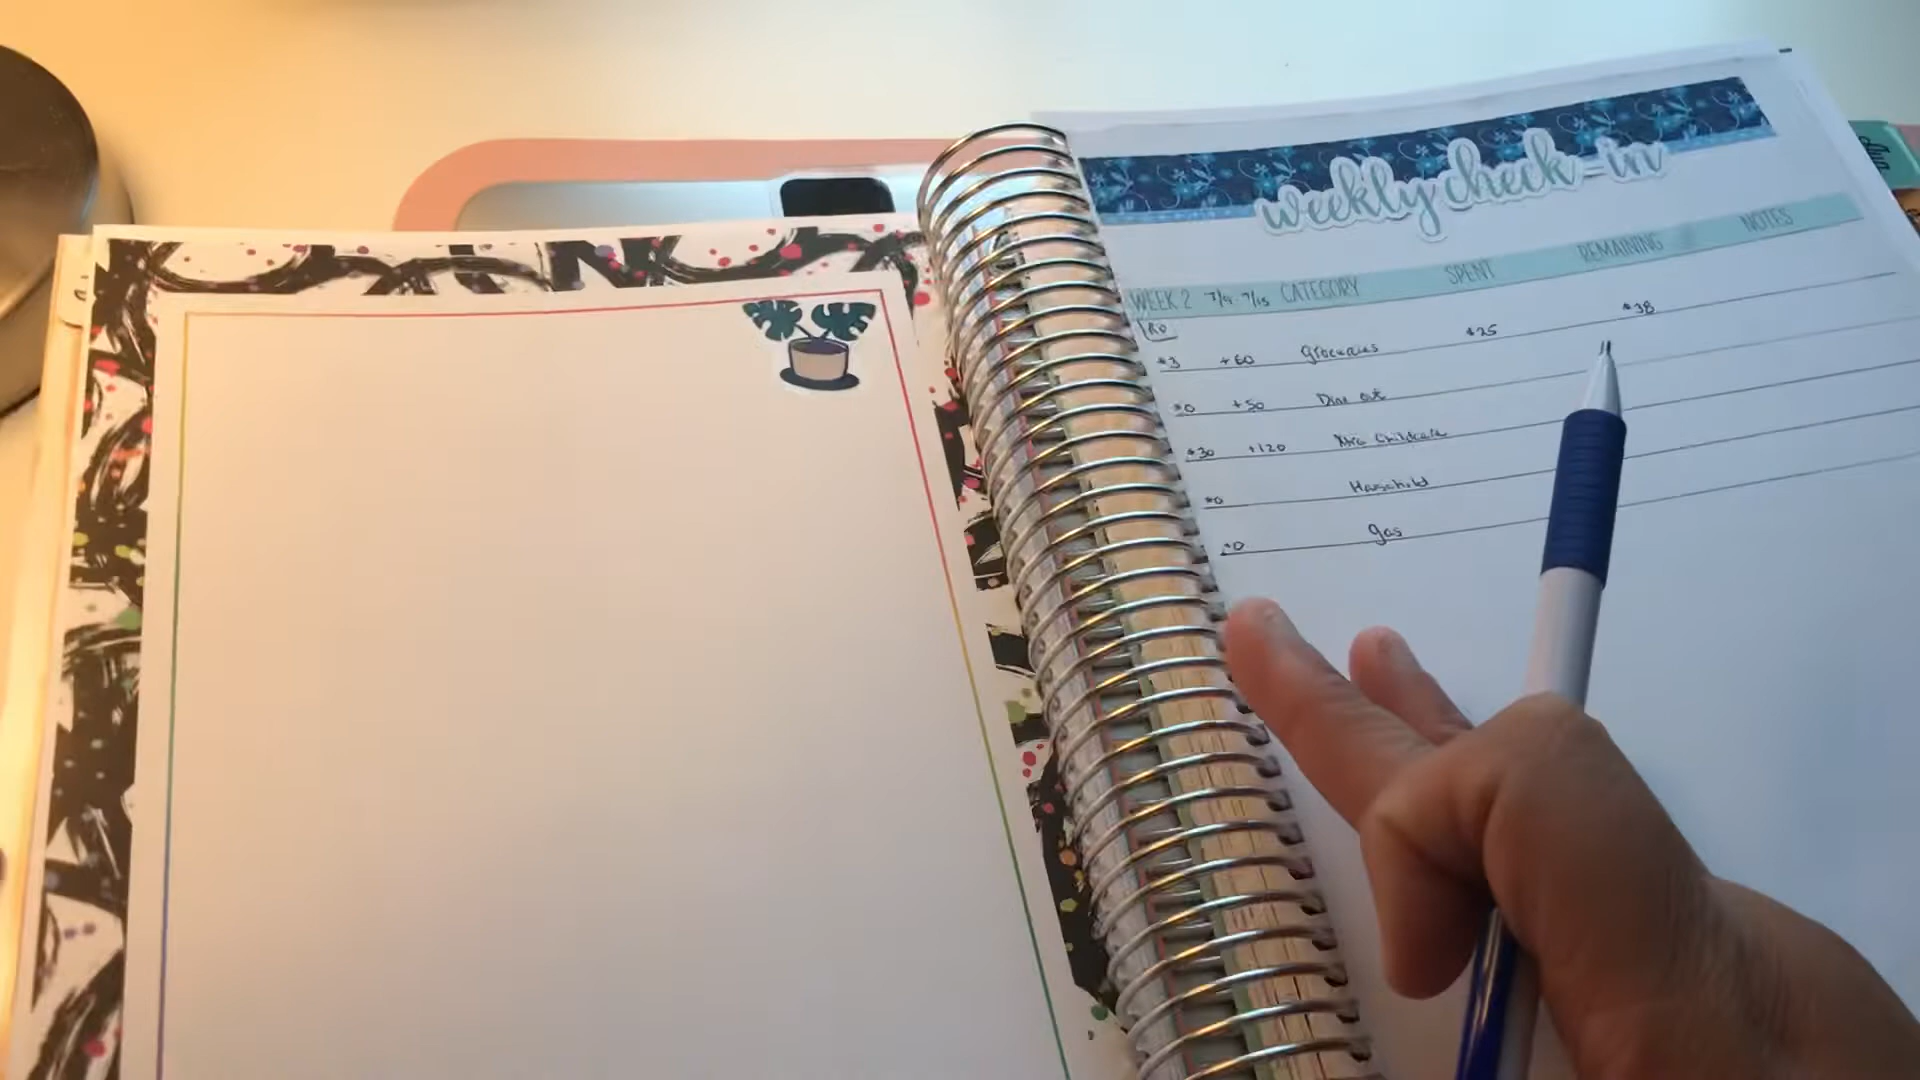 weekly check-in
WEEK 2 7/9-7/15 CATEGORY SPENT REMAINING NOTES
R/O
$3 +60 Groceries $25 $38
$0 +50 Dine out
$30 +120 Xtra Childcare
$0 Household
$0 gas